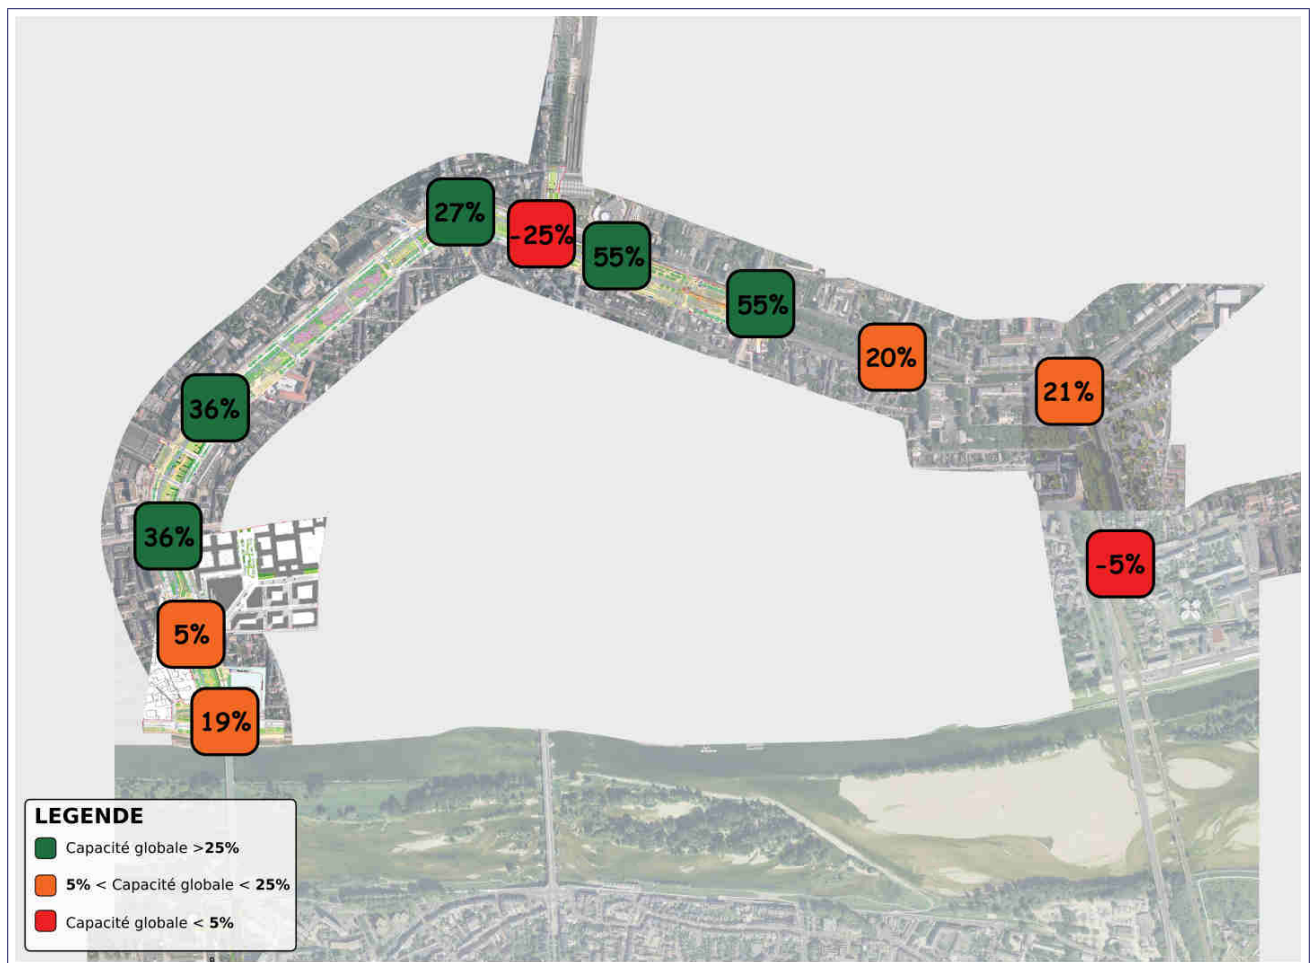 27%
-25%
55%
55%
20%
21%
36%
36%
-5%
5%
19%
LEGENDE
Capacité globale >25%
5% < Capacité globale < 25%
Capacité globale < 5%